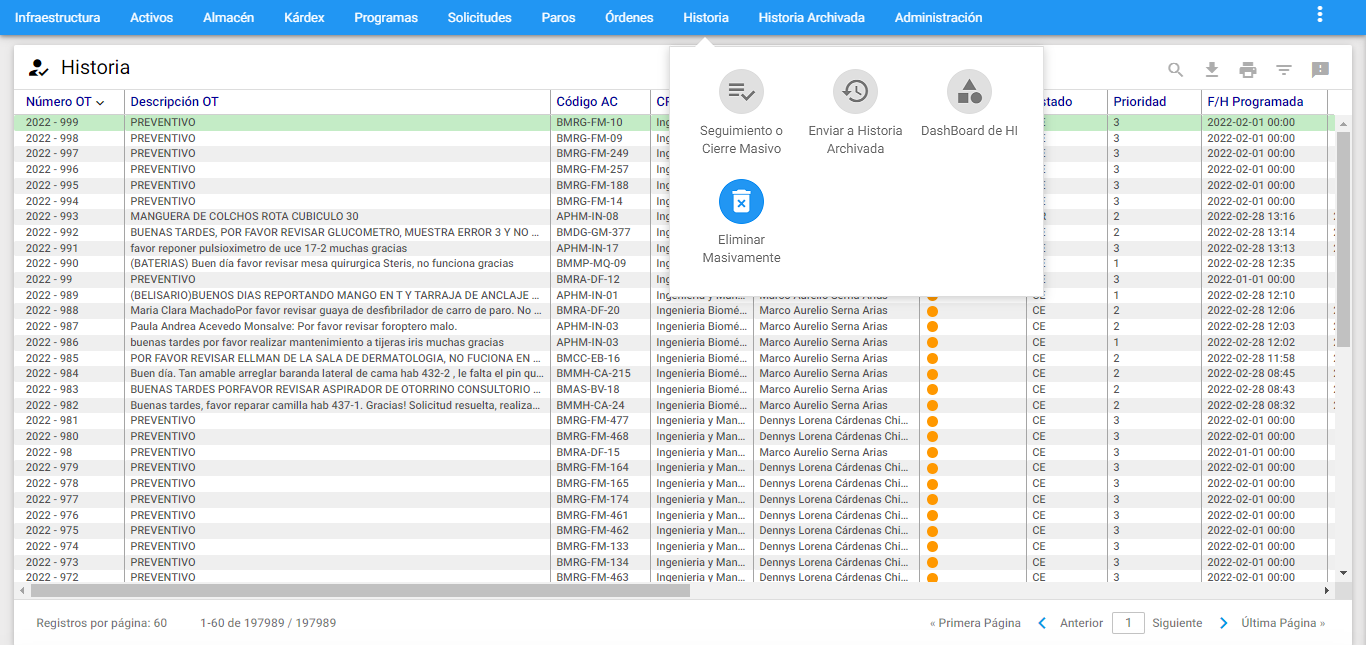 Infraestructura Activos Almacén Kárdex Programas Solicitudes Paros Órdenes Historia Historia Archivada Administración
Historia
Seguimiento o Cierre Masivo
Enviar a Historia Archivada
DashBoard de HI
Eliminar Masivamente
Número OT Descripción OT Código AC Prioridad F/H Programada
2022 - 999 PREVENTIVO BMRG-FM-10 3 2022-02-01 00:00
2022 - 998 PREVENTIVO BMRG-FM-09 3 2022-02-01 00:00
2022 - 997 PREVENTIVO BMRG-FM-249 3 2022-02-01 00:00
2022 - 996 PREVENTIVO BMRG-FM-257 3 2022-02-01 00:00
2022 - 995 PREVENTIVO BMRG-FM-188 3 2022-02-01 00:00
2022 - 994 PREVENTIVO BMRG-FM-14 3 2022-02-01 00:00
2022 - 993 MANGUERA DE COLCHOS ROTA CUBICULO 30 APHM-IN-08 2 2022-02-28 13:16
2022 - 992 BUENAS TARDES, POR FAVOR REVISAR GLUCOMETRO, MUESTRA ERROR 3 Y NO ... BMDG-GM-377 2 2022-02-28 13:14
2022 - 991 favor reponer pulsioximetro de uce 17-2 muchas gracias APHM-IN-17 3 2022-02-28 13:13
2022 - 990 (BATERIAS) Buen día favor revisar mesa quirurgica Steris, no funciona gracias BMMP-MQ-09 1 2022-02-28 12:35
2022 - 99 PREVENTIVO BMRA-DF-12 3 2022-01-01 00:00
2022 - 989 (BELISARIO)BUENOS DIAS REPORTANDO MANGO EN T Y TARRAJA DE ANCLAJE ... APHM-IN-01 Ingenieria y Man... Marco Aurelio Serna Arias CE 1 2022-02-28 12:10
2022 - 988 Maria Clara MachadoPor favor revisar guaya de desfibrilador de carro de paro. No ... BMRA-DF-20 Ingenieria Biomé... Marco Aurelio Serna Arias CE 2 2022-02-28 12:06
2022 - 987 Paula Andrea Acevedo Monsalve: Por favor revisar foroptero malo. APHM-IN-03 Ingenieria Biomé... Marco Aurelio Serna Arias CE 2 2022-02-28 12:03
2022 - 986 buenas tardes por favor realizar mantenimiento a tijeras iris muchas gracias APHM-IN-03 Ingenieria Biomé... Marco Aurelio Serna Arias CE 1 2022-02-28 12:02
2022 - 985 POR FAVOR REVISAR ELLMAN DE LA SALA DE DERMATOLOGIA, NO FUCIONA EN ... BMCC-EB-16 Ingenieria Biomé... Marco Aurelio Serna Arias CE 2 2022-02-28 11:58
2022 - 984 Buen día. Tan amable arreglar baranda lateral de cama hab 432-2 , le falta el pin qu... BMMH-CA-215 Ingenieria Biomé... Marco Aurelio Serna Arias CE 2 2022-02-28 08:45
2022 - 983 BUENAS TARDES PORFAVOR REVISAR ASPIRADOR DE OTORRINO CONSULTORIO ... BMAS-BV-18 Ingenieria Biomé... Marco Aurelio Serna Arias CE 2 2022-02-28 08:43
2022 - 982 Buenas tardes, favor reparar camilla hab 437-1. Gracias! Solicitud resuelta, realiza... BMMH-CA-24 Ingenieria Biomé... Marco Aurelio Serna Arias CE 2 2022-02-28 08:32
2022 - 981 PREVENTIVO BMRG-FM-477 Ingenieria y Man... Dennys Lorena Cárdenas Chi... CE 3 2022-02-01 00:00
2022 - 980 PREVENTIVO BMRG-FM-468 Ingenieria y Man... Dennys Lorena Cárdenas Chi... CE 3 2022-02-01 00:00
2022 - 98 PREVENTIVO BMRA-DF-15 Ingenieria y Man... Marco Aurelio Serna Arias CE 3 2022-01-01 00:00
2022 - 979 PREVENTIVO BMRG-FM-164 Ingenieria y Man... Dennys Lorena Cárdenas Chi... CE 3 2022-02-01 00:00
2022 - 978 PREVENTIVO BMRG-FM-165 Ingenieria y Man... Dennys Lorena Cárdenas Chi... CE 3 2022-02-01 00:00
2022 - 977 PREVENTIVO BMRG-FM-174 Ingenieria y Man... Dennys Lorena Cárdenas Chi... CE 3 2022-02-01 00:00
2022 - 976 PREVENTIVO BMRG-FM-461 Ingenieria y Man... Dennys Lorena Cárdenas Chi... CE 3 2022-02-01 00:00
2022 - 975 PREVENTIVO BMRG-FM-462 Ingenieria y Man... Dennys Lorena Cárdenas Chi... CE 3 2022-02-01 00:00
2022 - 974 PREVENTIVO BMRG-FM-133 Ingenieria y Man... Dennys Lorena Cárdenas Chi... CE 3 2022-02-01 00:00
2022 - 973 PREVENTIVO BMRG-FM-134 Ingenieria y Man... Dennys Lorena Cárdenas Chi... CE 3 2022-02-01 00:00
2022 - 972 PREVENTIVO BMRG-FM-463 Ingenieria y Man... Dennys Lorena Cárdenas Chi... CE 3 2022-02-01 00:00
Registros por página: 60 1-60 de 197989 / 197989 « Primera Página Anterior 1 Siguiente Última Página »